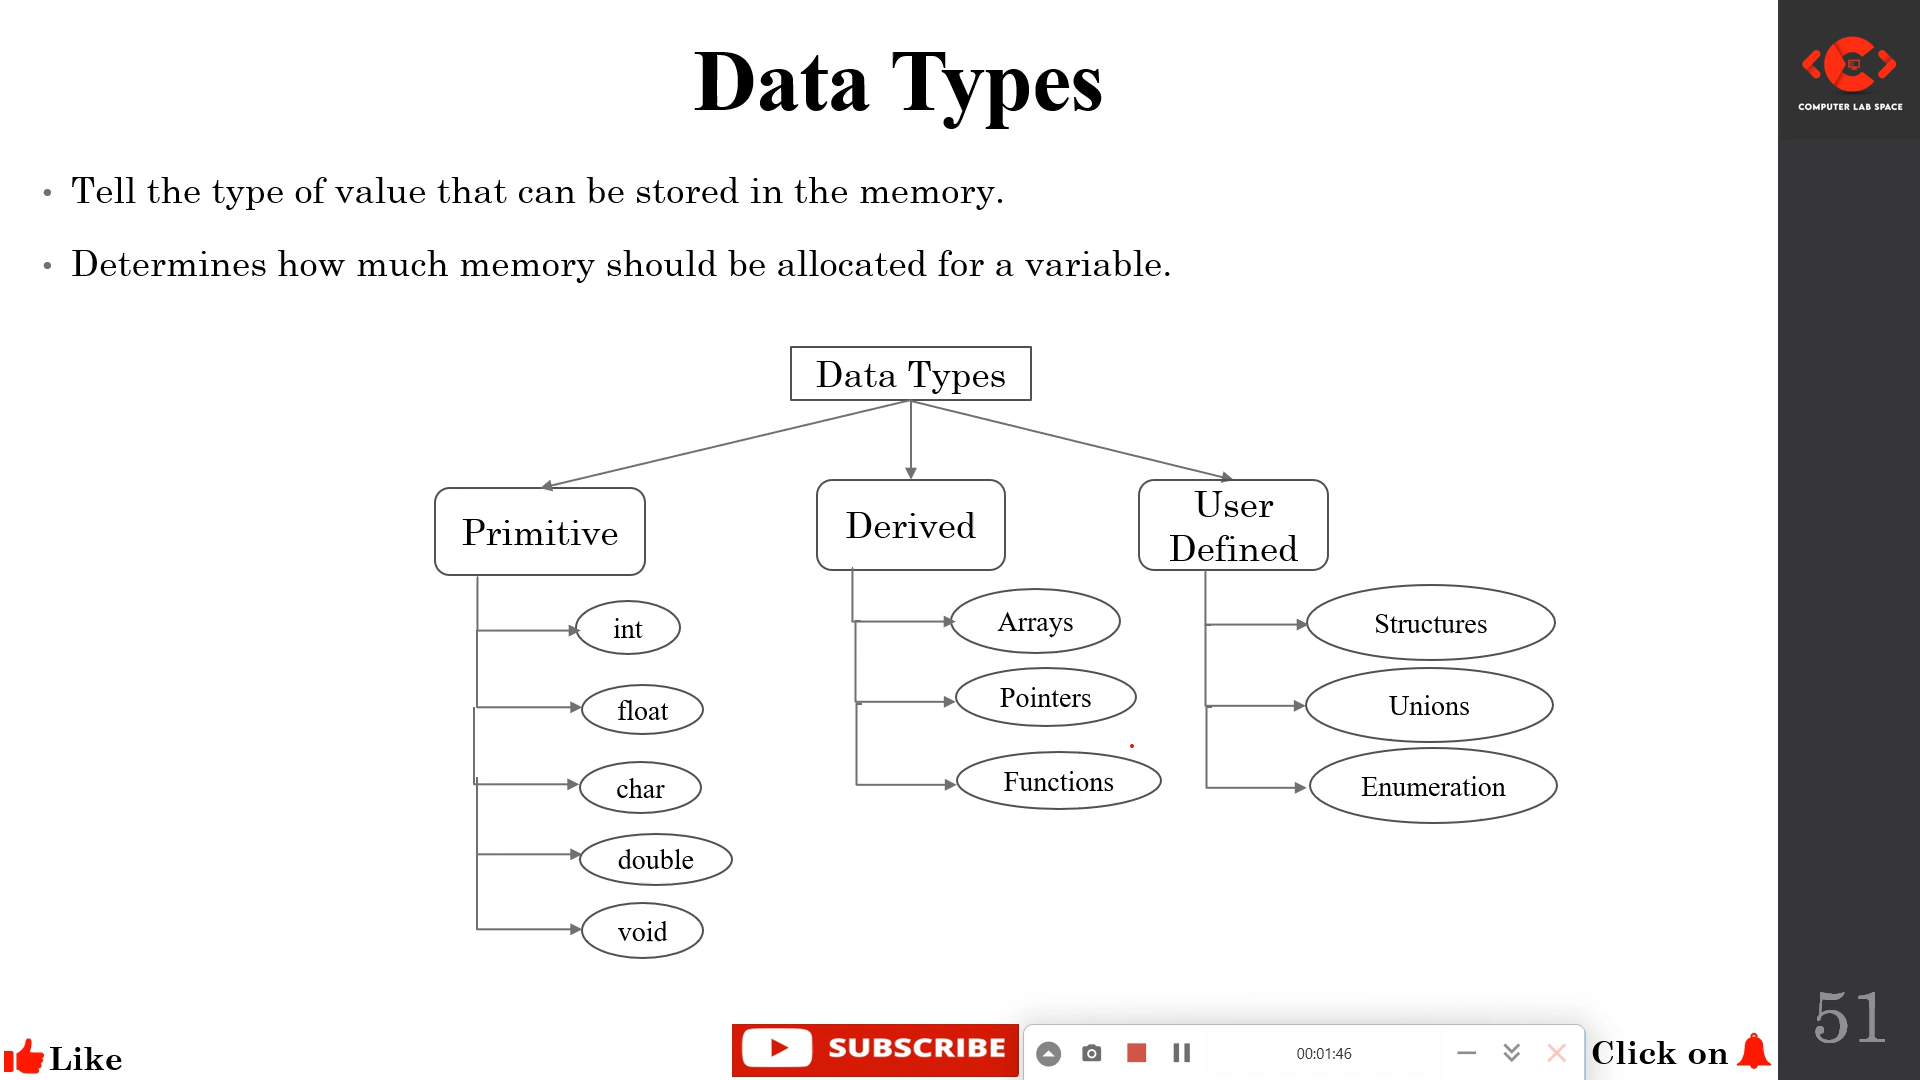 Data Types
COMPUTER LAB SPACE
• Tell the type of value that can be stored in the memory.
• Determines how much memory should be allocated for a variable.
Data Types
Primitive
int
float
char
double
void
Derived
Arrays
Pointers
Functions
User
Defined
Structures
Unions
Enumeration
51
Like
SUBSCRIBE
00:01:46
Click on